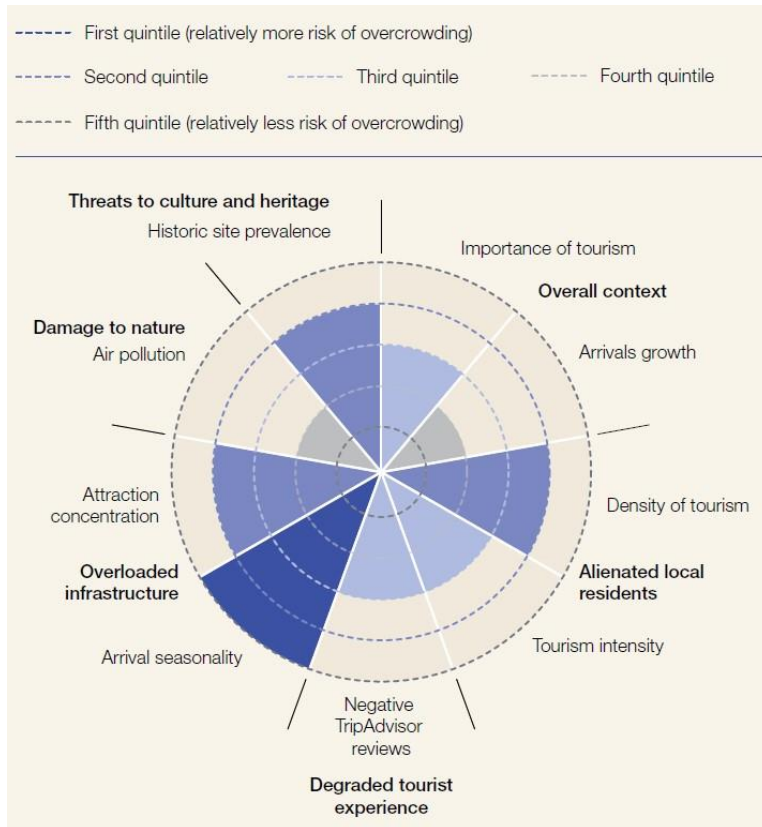 First quintile (relatively more risk of overcrowding)
Second quintile
Third quintile
Fourth quintile
Fifth quintile (relatively less risk of overcrowding)
Threats to culture and heritage
Historic site prevalence
Importance of tourism
Overall context
Damage to nature
Air pollution
Arrivals growth
Attraction
concentration
Density of tourism
Overloaded
infrastructure
Alienated local
residents
Arrival seasonality
Tourism intensity
Negative
TripAdvisor
reviews
Degraded tourist
experience